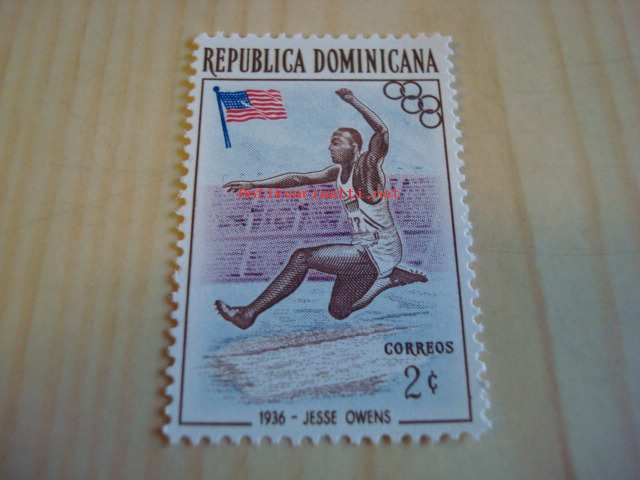 REPUBLICA DOMINICANA
CORREOS
2¢
1936 - JESSE OWENS